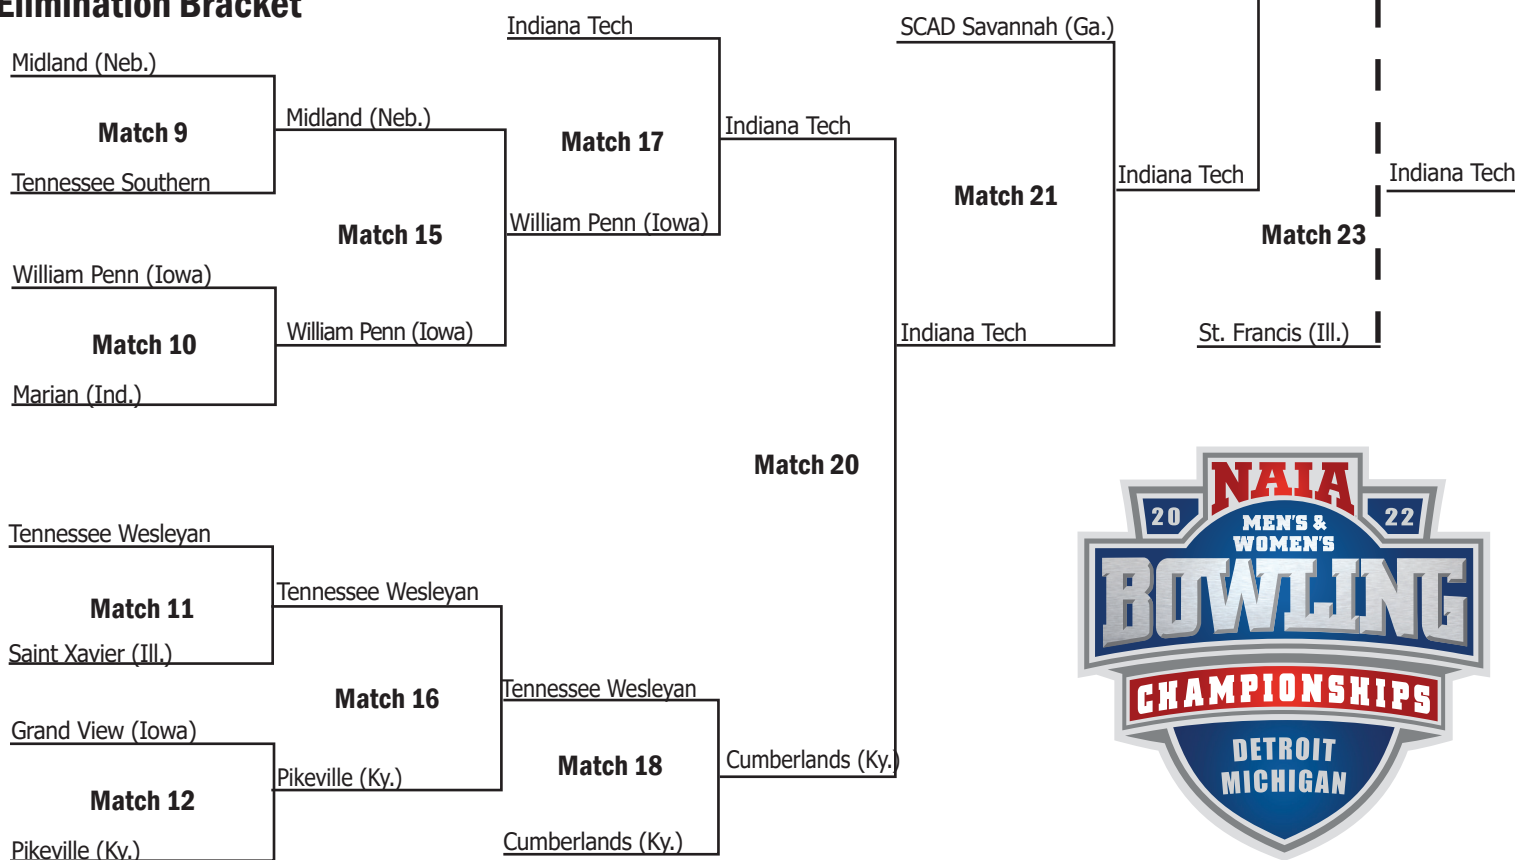 Elimination Bracket
Indiana Tech
SCAD Savannah (Ga.)
Midland (Neb.)
Midland (Neb.)
Match 9
Match 17
Indiana Tech
Tennessee Southern
Match 21
Indiana Tech
Indiana Tech
Match 15
William Penn (Iowa)
Match 23
William Penn (Iowa)
Match 10
William Penn (Iowa)
Indiana Tech
St. Francis (Ill.)
Marian (Ind.)
Match 20
Tennessee Wesleyan
Tennessee Wesleyan
Match 11
Saint Xavier (Ill.)
Match 16
Tennessee Wesleyan
Grand View (Iowa)
Pikeville (Ky.)
Match 18
Cumberlands (Ky.)
Match 12
Pikeville (Ky.)
Cumberlands (Ky.)
NAIA
20 22
MEN'S &
WOMEN'S
BOWLING
CHAMPIONSHIPS
DETROIT
MICHIGAN